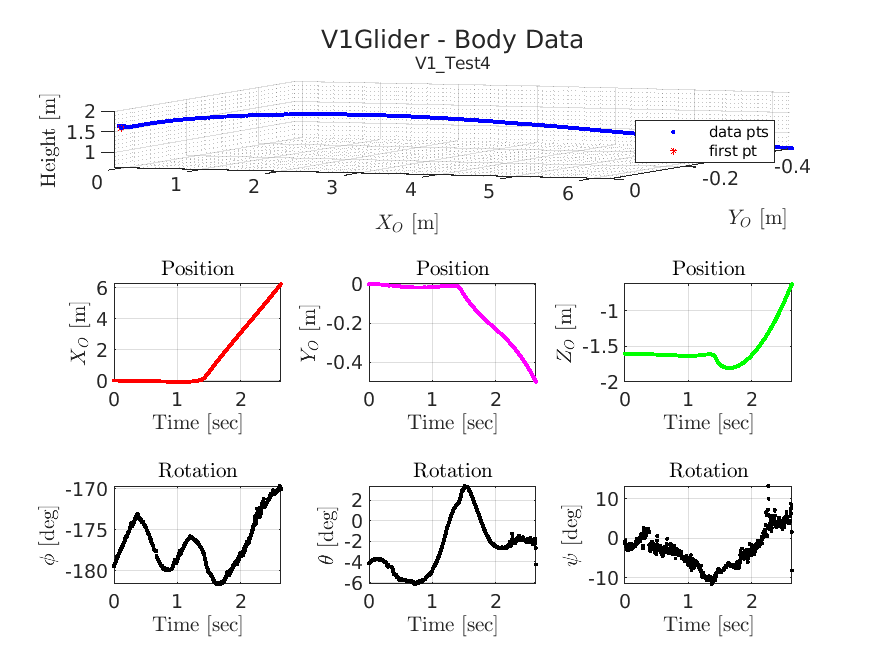 V1Glider - Body Data
V1_Test4
Height [m]
2
1.5
1
0 1 2 3 4 5 6
0 -0.2 -0.4
X_O [m]
Y_O [m]
data pts
first pt
Position
X_O [m]
6
4
2
0
0 1 2
Time [sec]
Position
Y_O [m]
0
-0.2
-0.4
0 1 2
Time [sec]
Position
Z_O [m]
-1
-1.5
-2
0 1 2
Time [sec]
Rotation
ϕ [deg]
-170
-175
-180
0 1 2
Time [sec]
Rotation
θ [deg]
2
0
-2
-4
-6
0 1 2
Time [sec]
Rotation
ψ [deg]
10
0
-10
0 1 2
Time [sec]